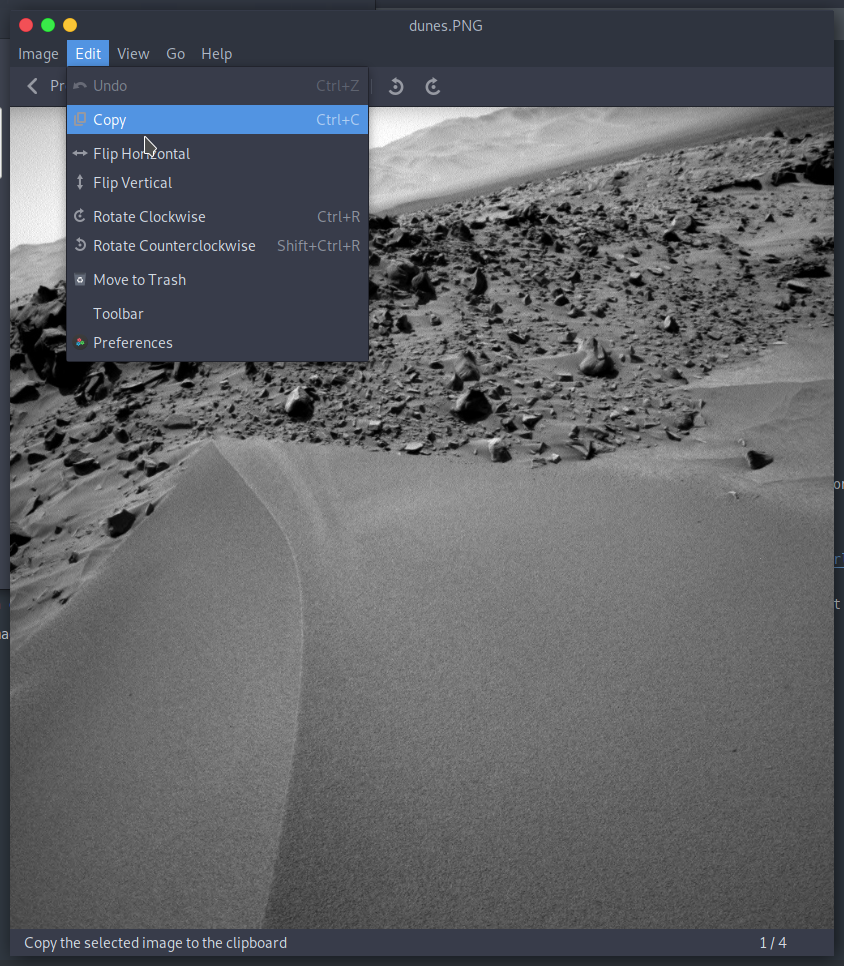 dunes.PNG
Image Edit View Go Help
Pr
Undo Ctrl+Z
Copy Ctrl+C
Flip Horizontal
Flip Vertical
Rotate Clockwise Ctrl+R
Rotate Counterclockwise Shift+Ctrl+R
Move to Trash
Toolbar
Preferences
Copy the selected image to the clipboard 1 / 4